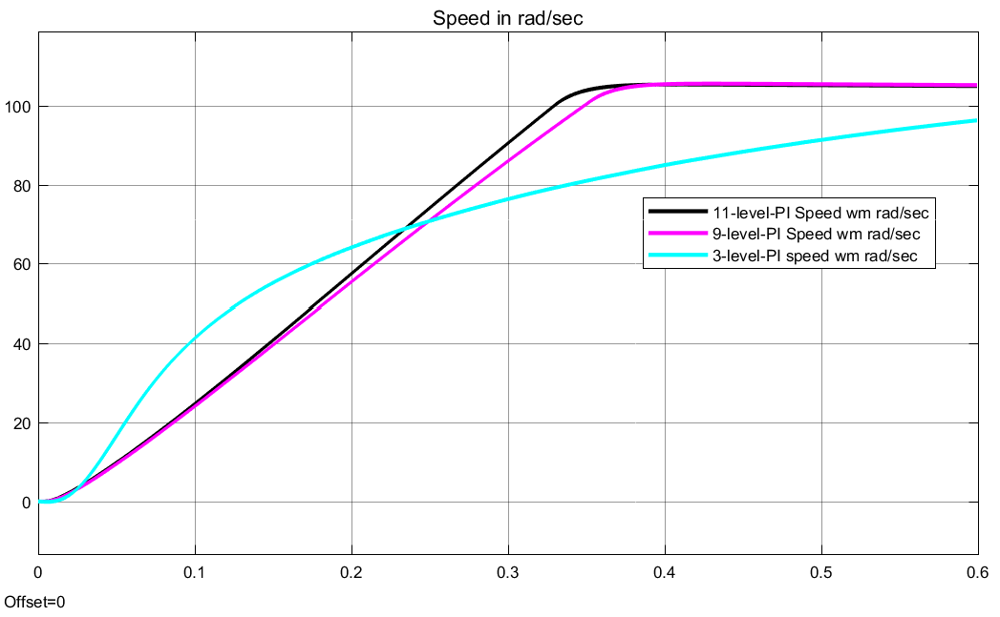 Speed in rad/sec
100
80
60
40
20
0
11-level-PI Speed wm rad/sec
9-level-PI Speed wm rad/sec
3-level-PI speed wm rad/sec
0 0.1 0.2 0.3 0.4 0.5 0.6
Offset=0